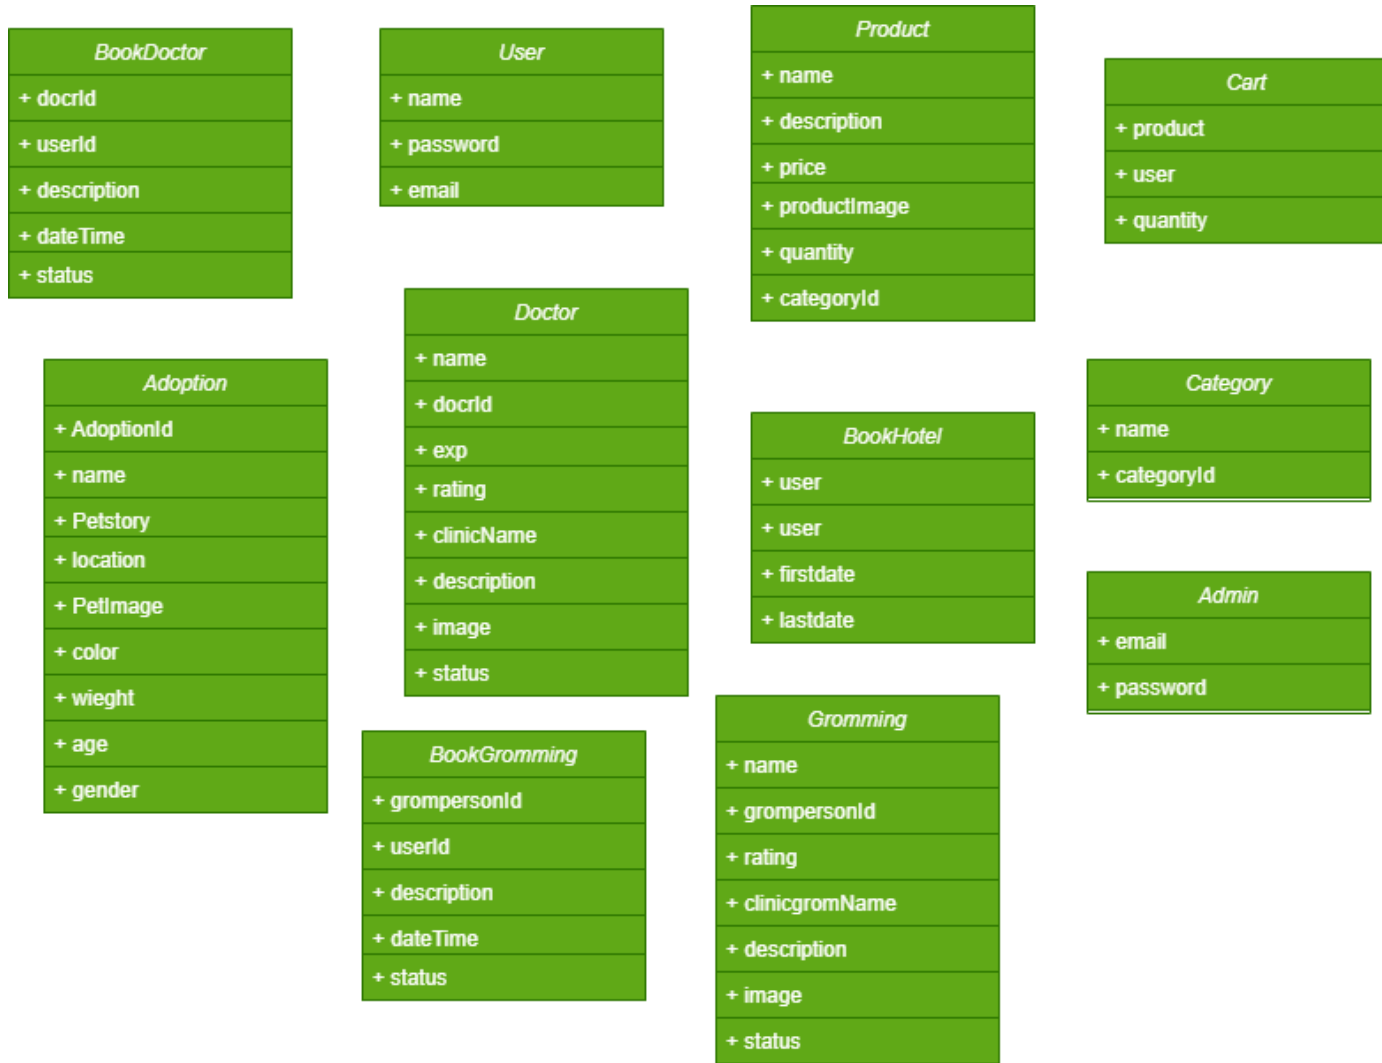 BookDoctor
+ docrId
+ userId
+ description
+ dateTime
+ status
User
+ name
+ password
+ email
Product
+ name
+ description
+ price
+ productImage
+ quantity
+ categoryId
Cart
+ product
+ user
+ quantity
Adoption
+ AdoptionId
+ name
+ Petstory
+ location
+ PetImage
+ color
+ wieght
+ age
+ gender
Doctor
+ name
+ docrId
+ exp
+ rating
+ clinicName
+ description
+ image
+ status
BookHotel
+ user
+ user
+ firstdate
+ lastdate
Category
+ name
+ categoryId
Admin
+ email
+ password
BookGromming
+ grompersonId
+ userId
+ description
+ dateTime
+ status
Gromming
+ name
+ grompersonId
+ rating
+ clinicgromName
+ description
+ image
+ status